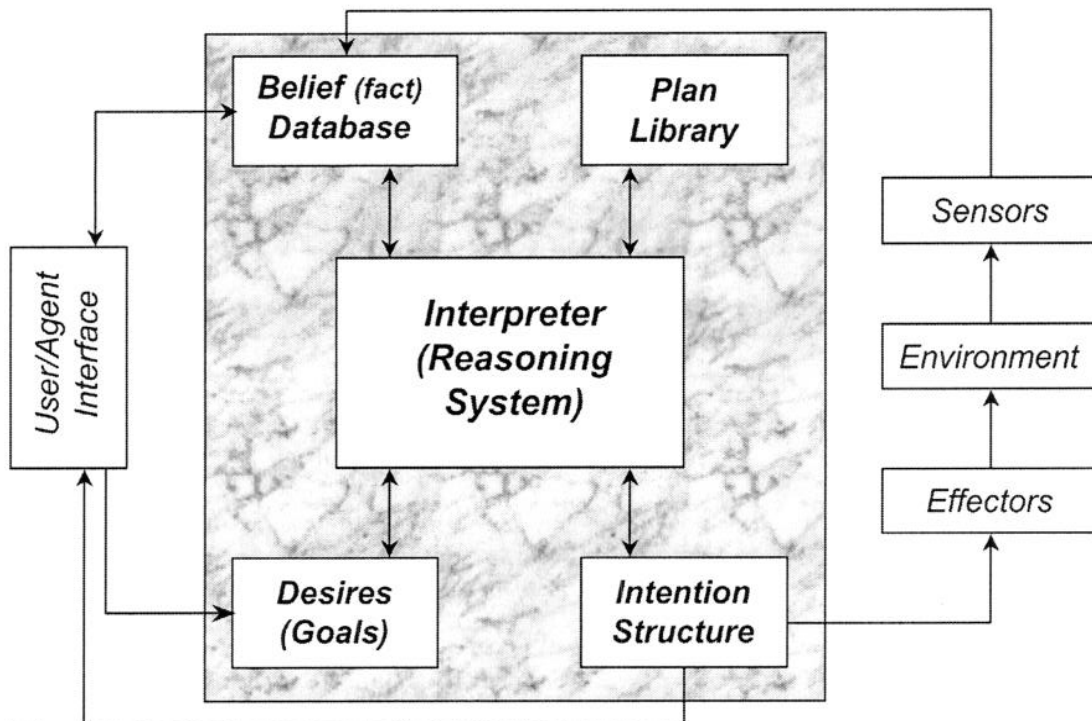 Belief (fact)
Database
Plan
Library
Sensors
User/Agent
Interface
Interpreter
(Reasoning
System)
Environment
Effectors
Desires
(Goals)
Intention
Structure